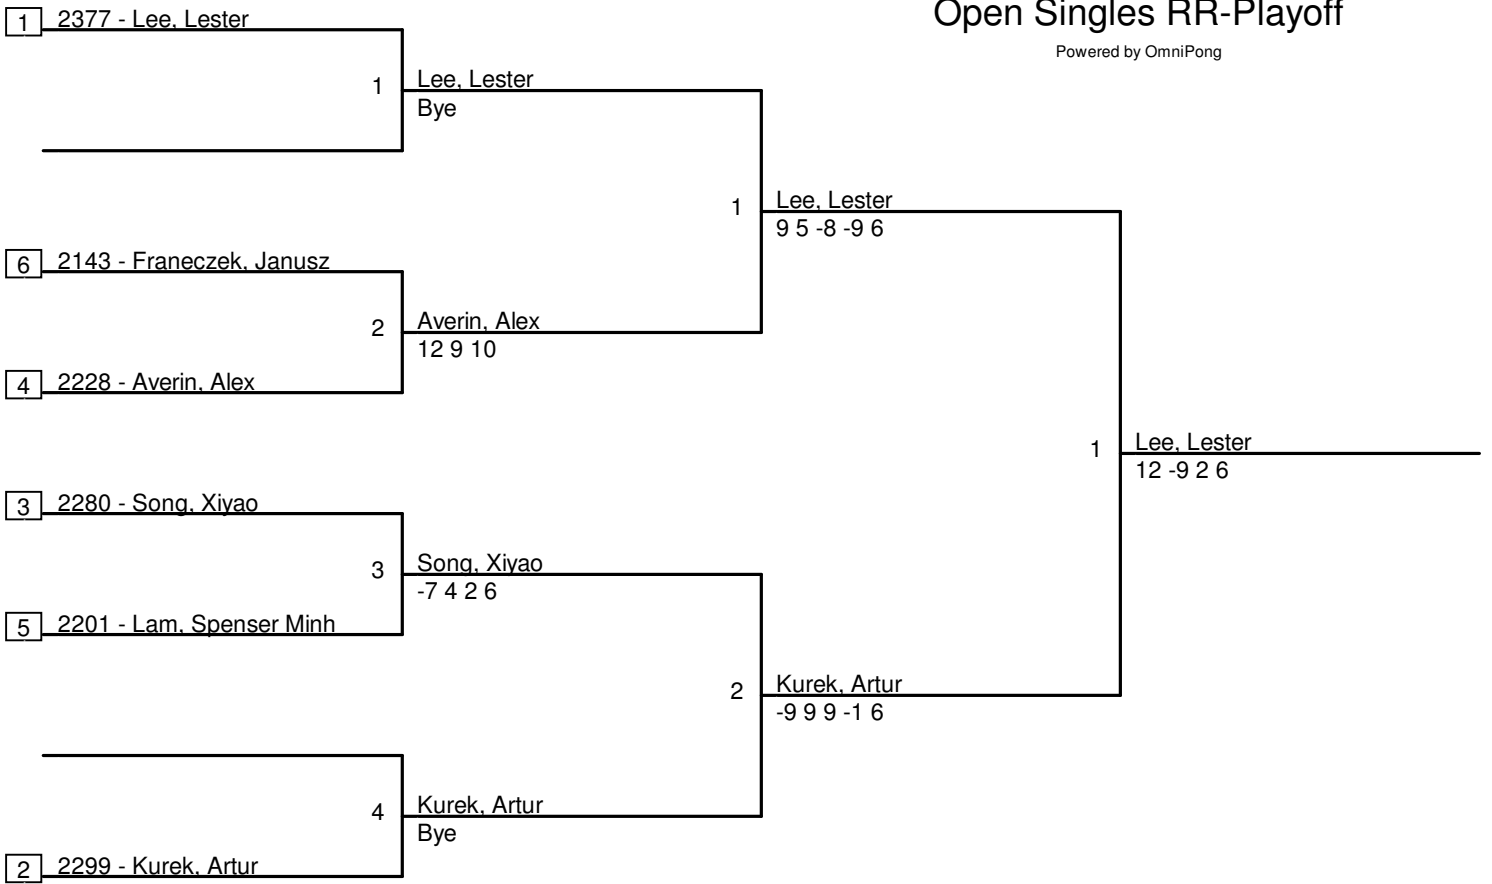 Open Singles RR-Playoff
Powered by OmniPong
1 2377 - Lee, Lester
1 Lee, Lester
Bye
1 Lee, Lester
9 5 -8 -9 6
6 2143 - Franeczek, Janusz
2 Averin, Alex
12 9 10
4 2228 - Averin, Alex
1 Lee, Lester
12 -9 2 6
3 2280 - Song, Xiyao
3 Song, Xiyao
-7 4 2 6
5 2201 - Lam, Spenser Minh
2 Kurek, Artur
-9 9 9 -1 6
4 Kurek, Artur
Bye
2 2299 - Kurek, Artur